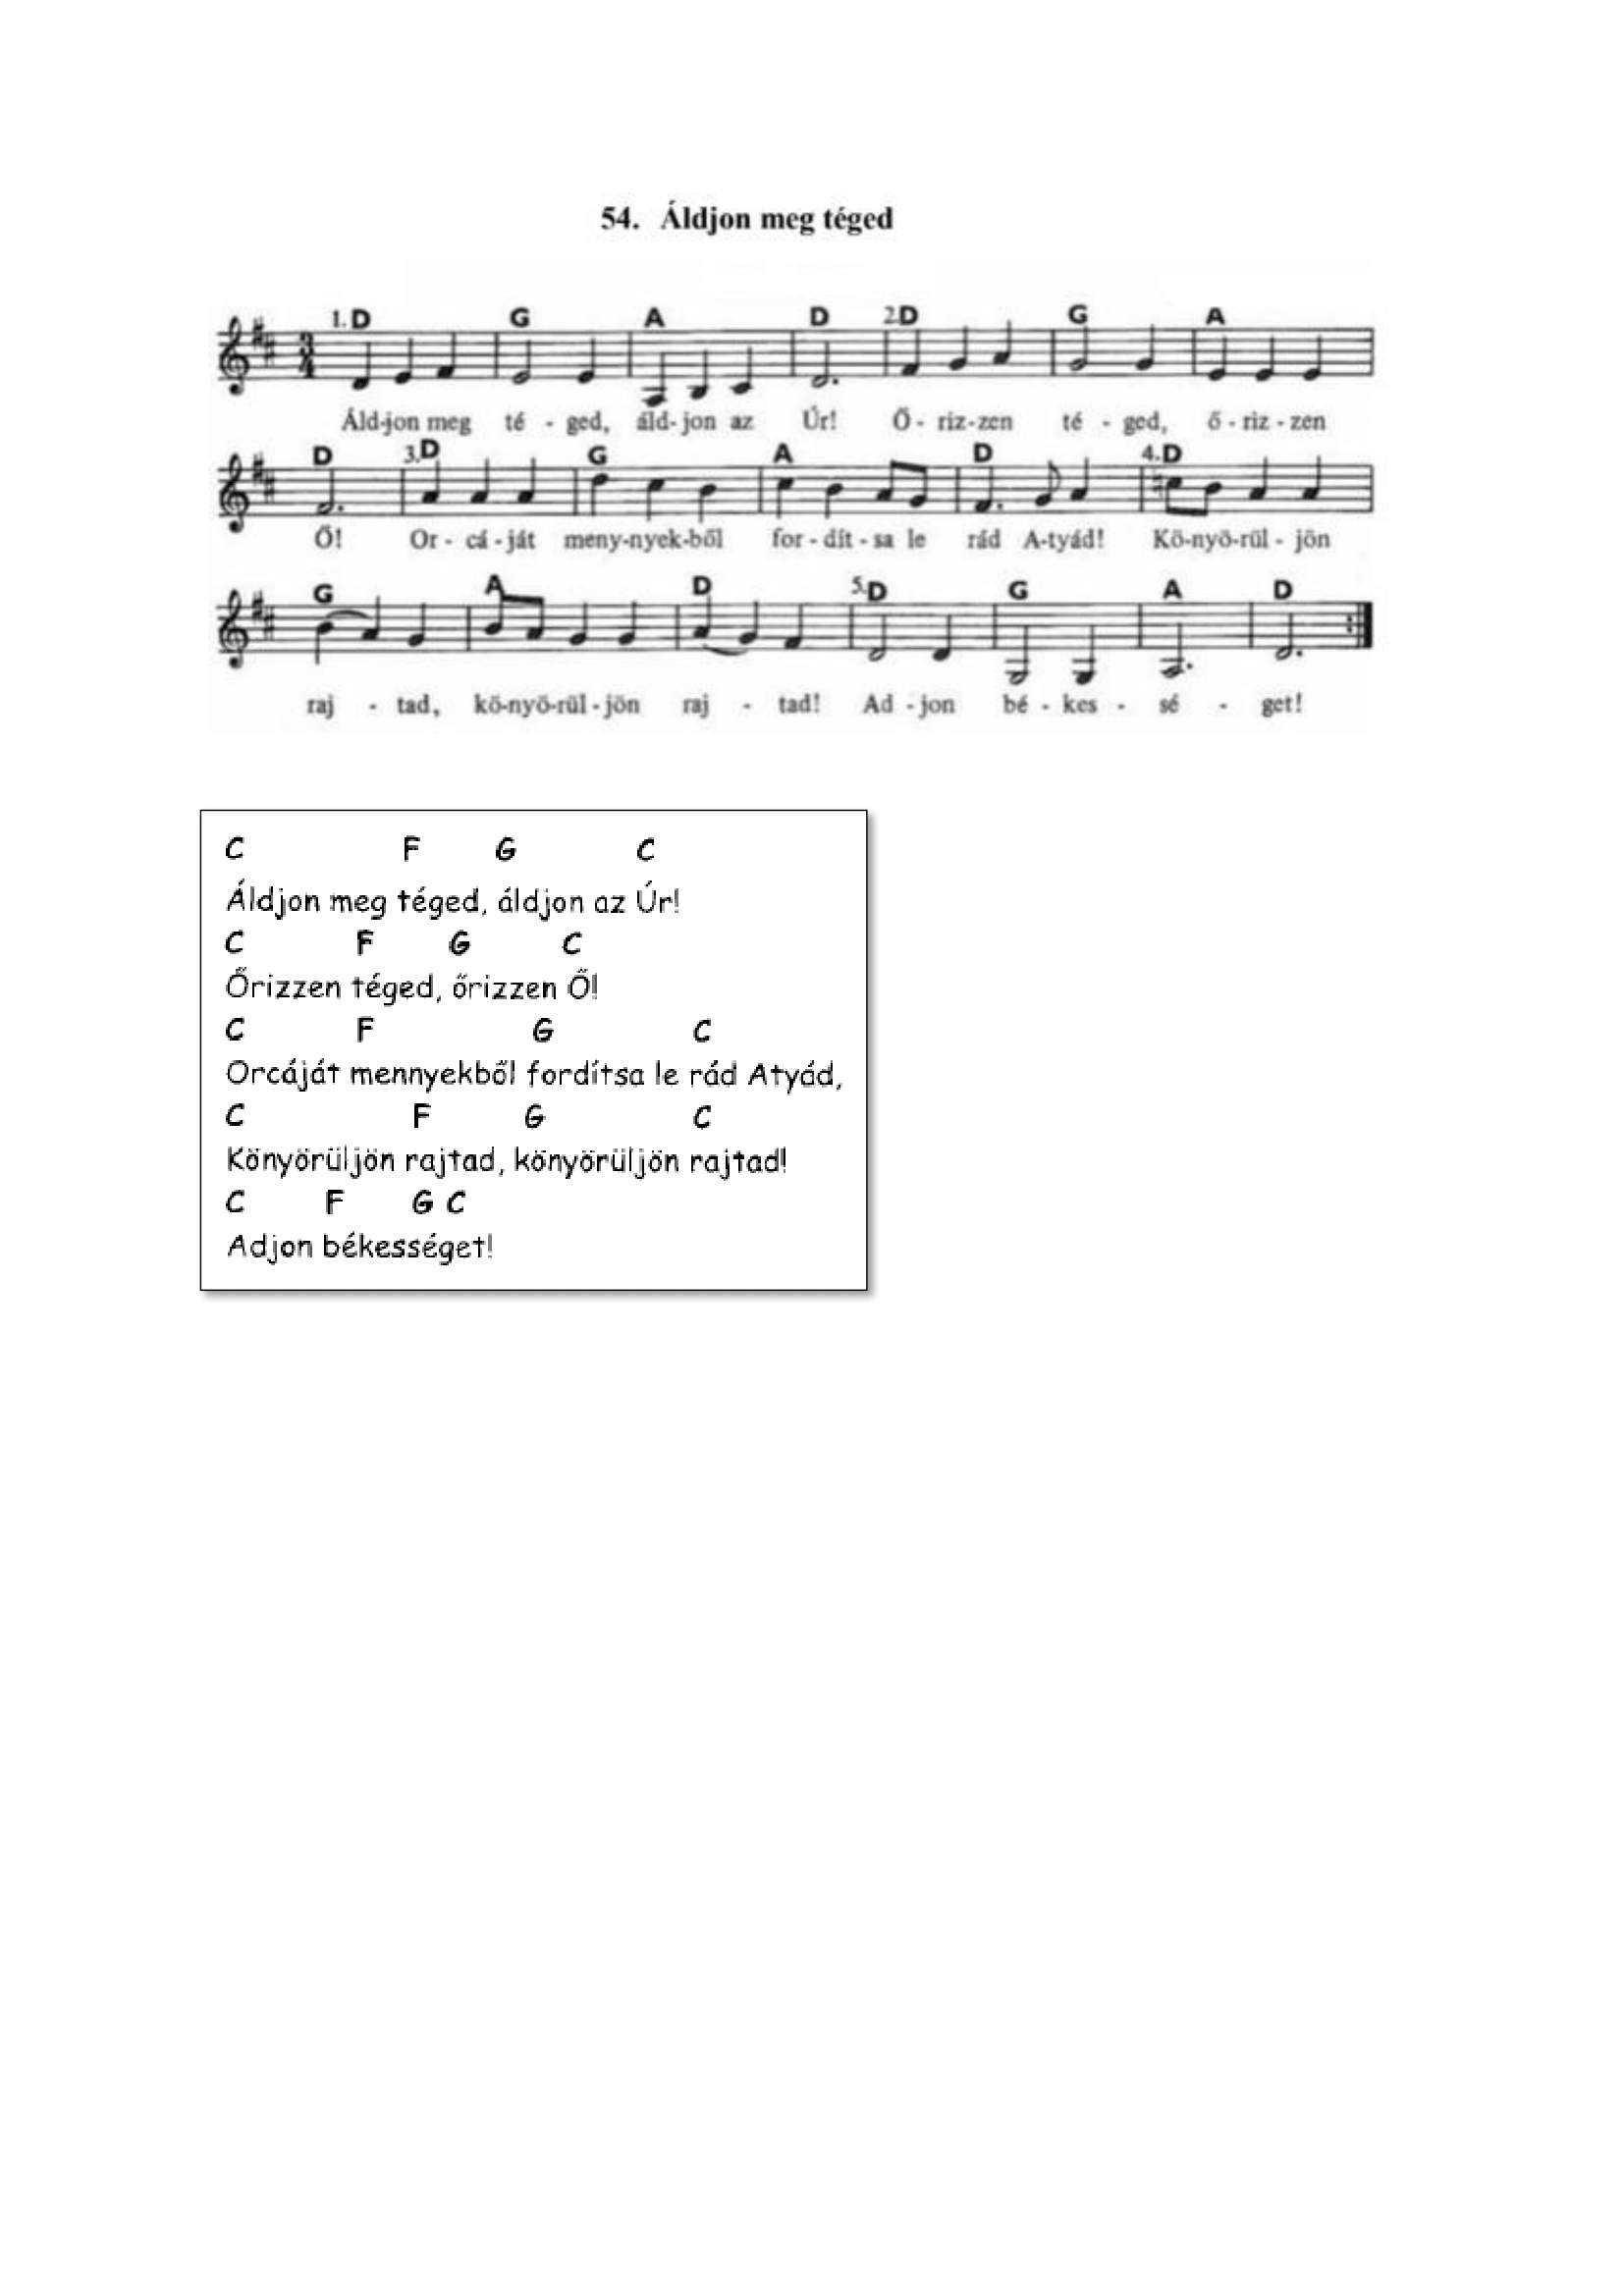 54. Áldjon meg téged
1. D G A D 2. D G A
Áld-jon meg té - ged, áld-jon az Úr! Ő - riz-zen té - ged, ő - riz - zen
D 3. D G A D 4. D
Ő! Or - cá - ját meny-nyek-ből for - dít - sa le rád A-tyád! Kö-nyö-rül - jön
G A D 5. D G A D
raj - tad, kö-nyö-rül - jön raj - tad! Ad - jon bé - kes - sé - get!
C F G C
Áldjon meg téged, áldjon az Úr!
C F G C
Őrizzen téged, őrizzen Ő!
C F G C
Orcáját mennyekből fordítsa le rád Atyád,
C F G C
Könyörüljön rajtad, könyörüljön rajtad!
C F G C
Adjon békességet!